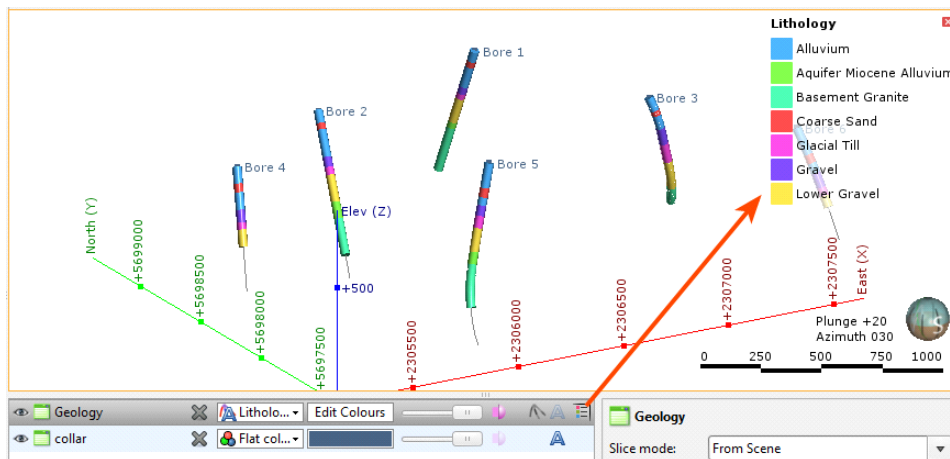 Lithology
Alluvium
Aquifer Miocene Alluvium
Basement Granite
Coarse Sand
Glacial Till
Gravel
Lower Gravel
Bore 1
Bore 2
Bore 3
Bore 4
Bore 5
Bore 6
Elev (Z)
+500
North (Y)
+5699000
+5698500
+5698000
+5697500
+2305500
+2306000
+2306500
+2307000
+2307500
East (X)
Plunge +20
Azimuth 030
0 250 500 750 1000
S
Geology
Litholo...
Edit Colours
collar
Flat col...
Geology
Slice mode:
From Scene